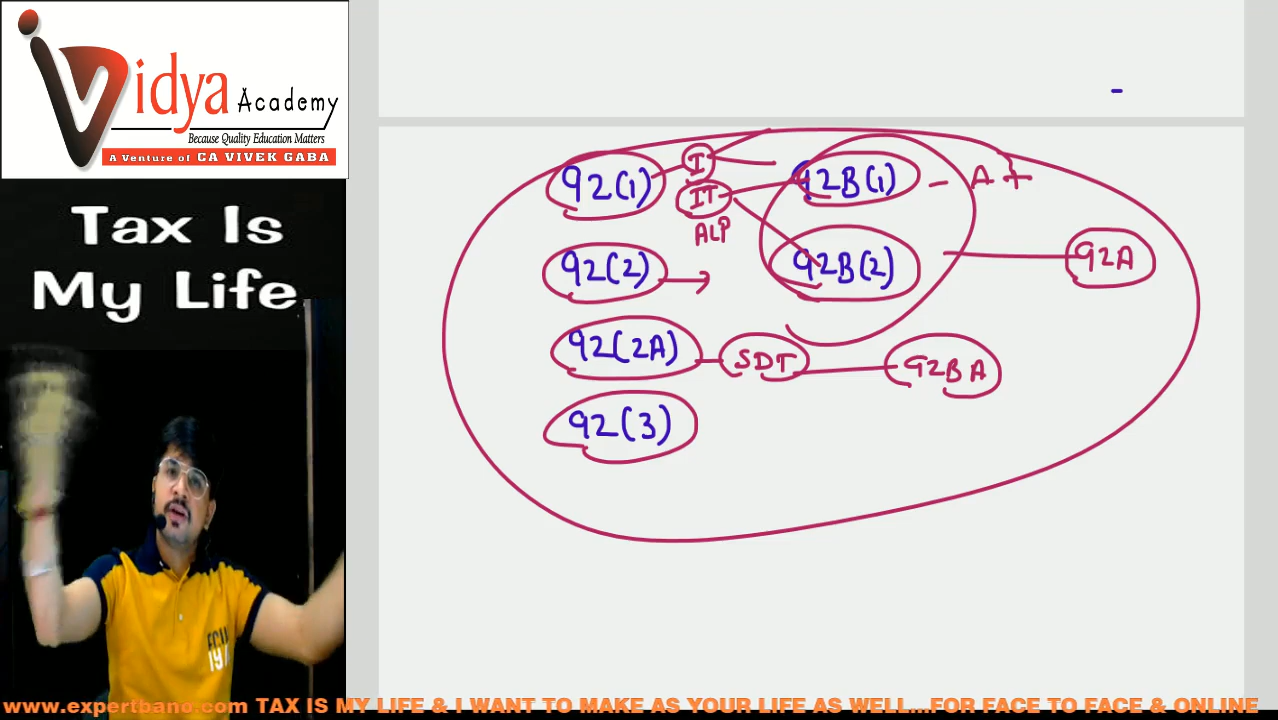 Vidya Academy
Because Quality Education Matters
A Venture of CA VIVEK GABA
Tax Is
My Life
92(1)
I
IT
ALP
92B(1)
A+
92(2)
92B(2)
92A
92(2A)
SDT
92BA
92(3)
www.expertbano.com TAX IS MY LIFE & I WANT TO MAKE AS YOUR LIFE AS WELL....FOR FACE TO FACE & ONLINE